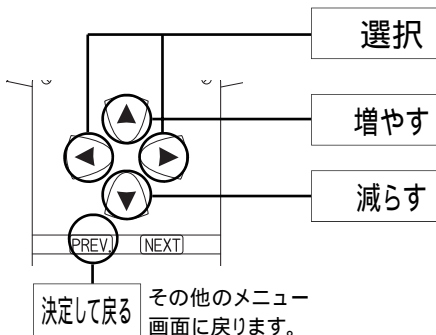 選択
増やす
減らす
PREV.
NEXT
決定して戻る
その他のメニュー
画面に戻ります。